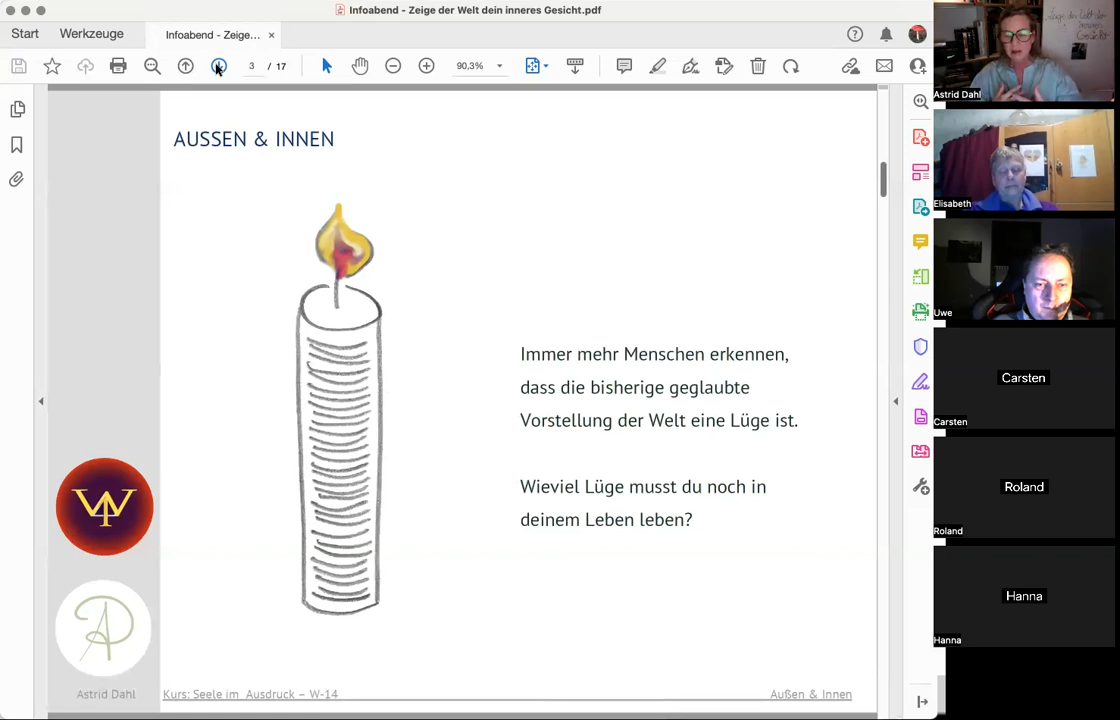 Infoabend - Zeige der Welt dein inneres Gesicht.pdf
Start
Werkzeuge
Infoabend - Zeige...
3
/ 17
90,3%
AUSSEN & INNEN
Immer mehr Menschen erkennen,
dass die bisherige geglaubte
Vorstellung der Welt eine Lüge ist.
Wieviel Lüge musst du noch in
deinem Leben leben?
Astrid Dahl
Kurs: Seele im Ausdruck – W-14
Außen & Innen
Astrid Dahl
Elisabeth
Uwe
Carsten
Carsten
Roland
Roland
Hanna
Hanna